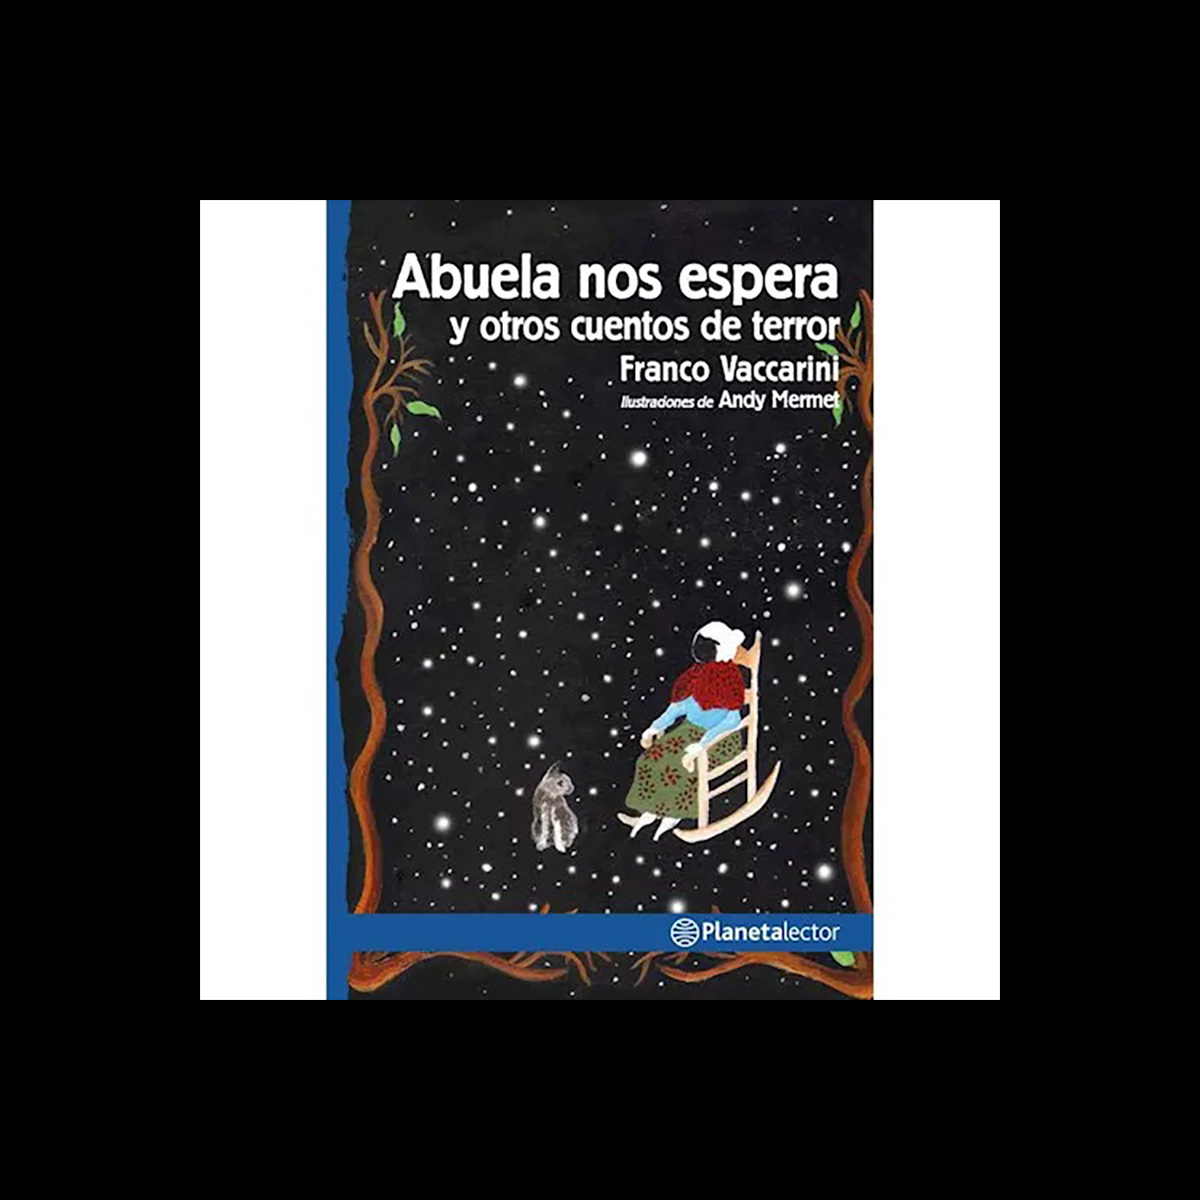 Abuela nos espera
y otros cuentos de terror
Franco Vaccarini
Ilustraciones de Andy Mermet
Planetalector